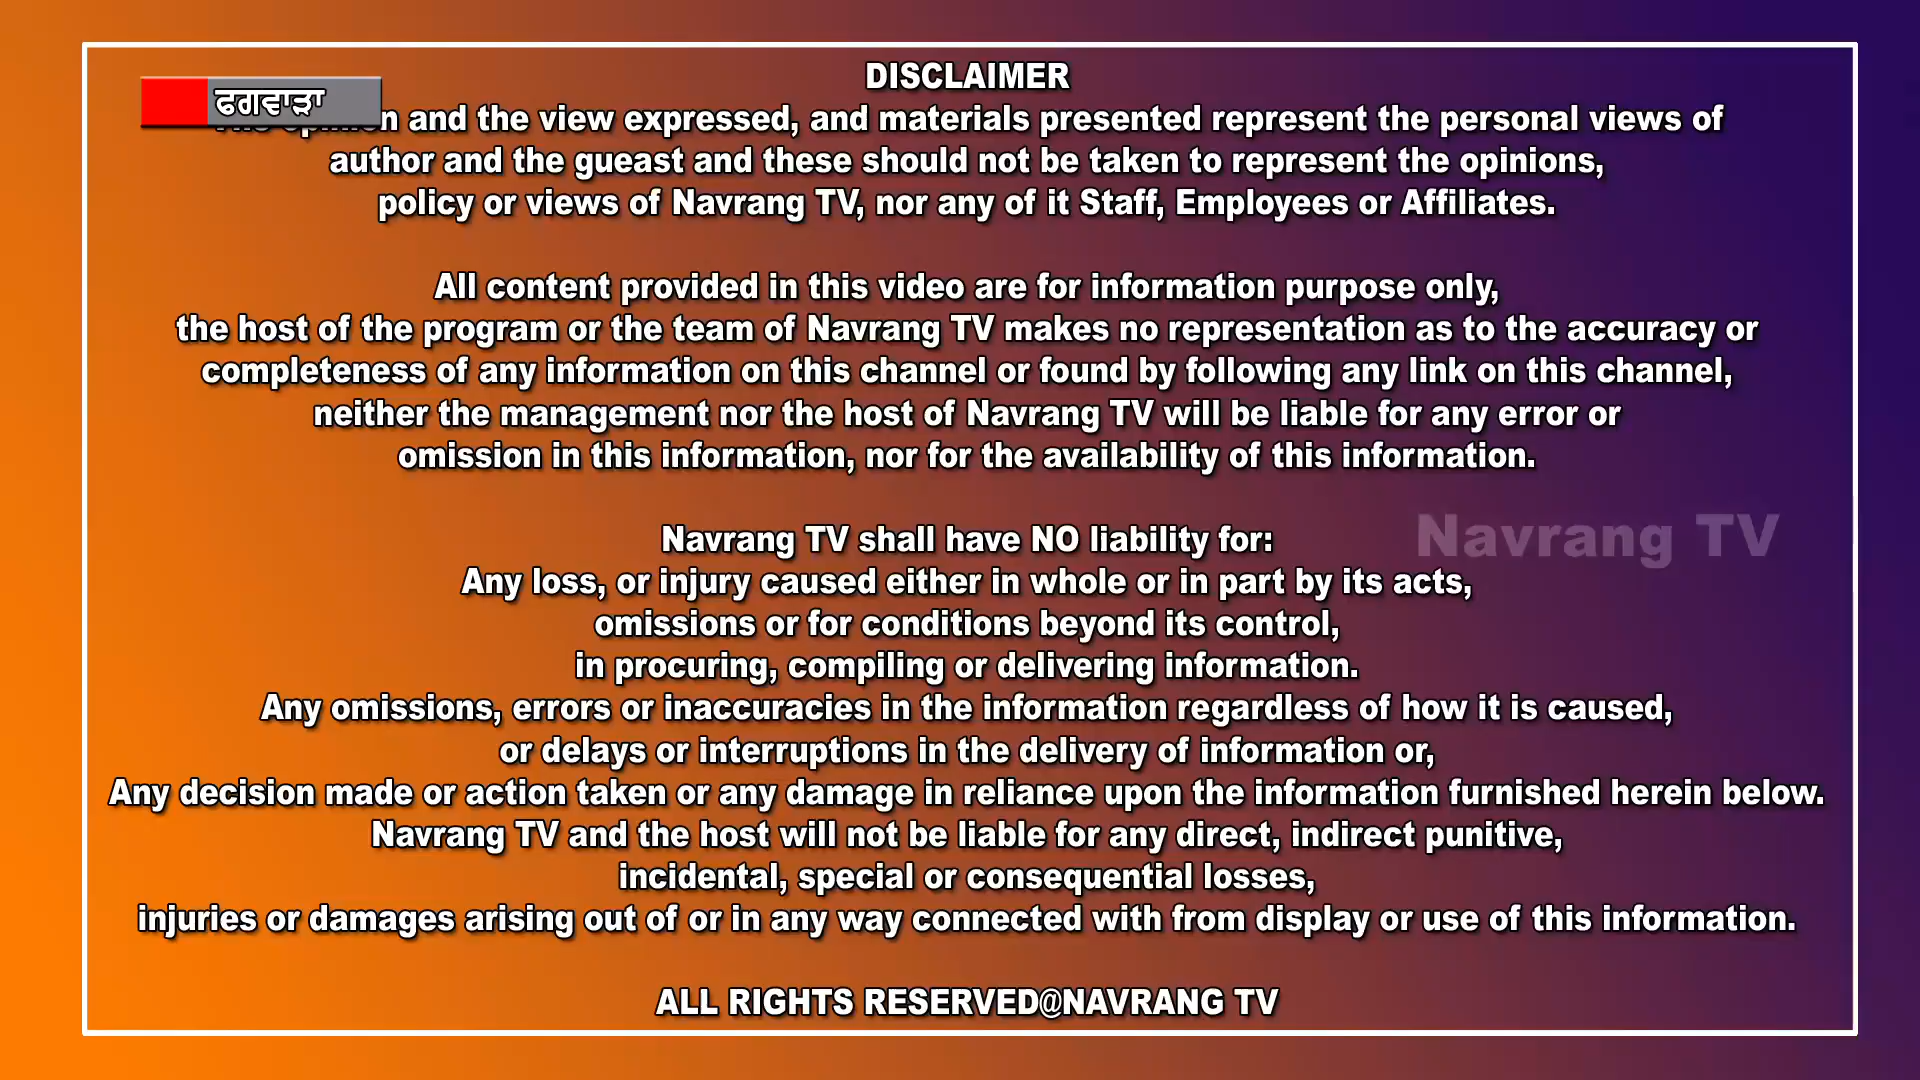 DISCLAIMER
ਫਗਵਾੜਾ
The opinion and the view expressed, and materials presented represent the personal views of
author and the gueast and these should not be taken to represent the opinions,
policy or views of Navrang TV, nor any of it Staff, Employees or Affiliates.
All content provided in this video are for information purpose only,
the host of the program or the team of Navrang TV makes no representation as to the accuracy or
completeness of any information on this channel or found by following any link on this channel,
neither the management nor the host of Navrang TV will be liable for any error or
omission in this information, nor for the availability of this information.
Navrang TV shall have NO liability for:
Navrang TV
Any loss, or injury caused either in whole or in part by its acts,
omissions or for conditions beyond its control,
in procuring, compiling or delivering information.
Any omissions, errors or inaccuracies in the information regardless of how it is caused,
or delays or interruptions in the delivery of information or,
Any decision made or action taken or any damage in reliance upon the information furnished herein below.
Navrang TV and the host will not be liable for any direct, indirect punitive,
incidental, special or consequential losses,
injuries or damages arising out of or in any way connected with from display or use of this information.
ALL RIGHTS RESERVED@NAVRANG TV